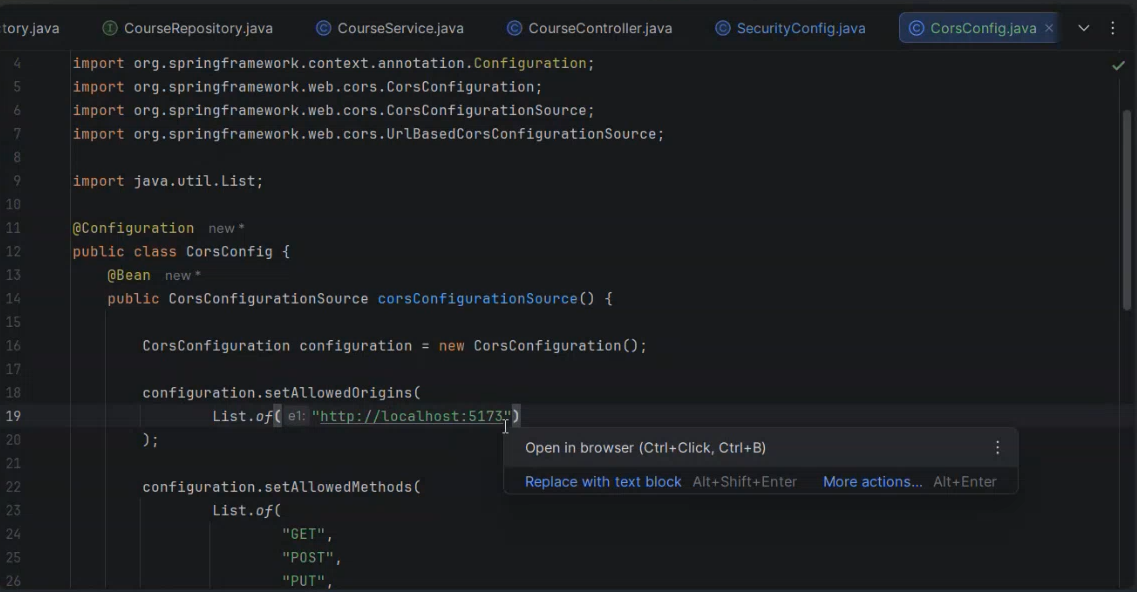 tory.java CourseRepository.java CourseService.java CourseController.java SecurityConfig.java CorsConfig.java
4 import org.springframework.context.annotation.Configuration;
5 import org.springframework.web.cors.CorsConfiguration;
6 import org.springframework.web.cors.CorsConfigurationSource;
7 import org.springframework.web.cors.UrlBasedCorsConfigurationSource;
8
9 import java.util.List;
10
11 @Configuration new *
12 public class CorsConfig {
13 @Bean new *
14 public CorsConfigurationSource corsConfigurationSource() {
15
16 CorsConfiguration configuration = new CorsConfiguration();
17
18 configuration.setAllowedOrigins(
19 List.of( e1: "http://localhost:5173")
20 );
Open in browser (Ctrl+Click, Ctrl+B)
21
Replace with text block Alt+Shift+Enter More actions... Alt+Enter
22 configuration.setAllowedMethods(
23 List.of(
24 "GET",
25 "POST",
26 "PUT",